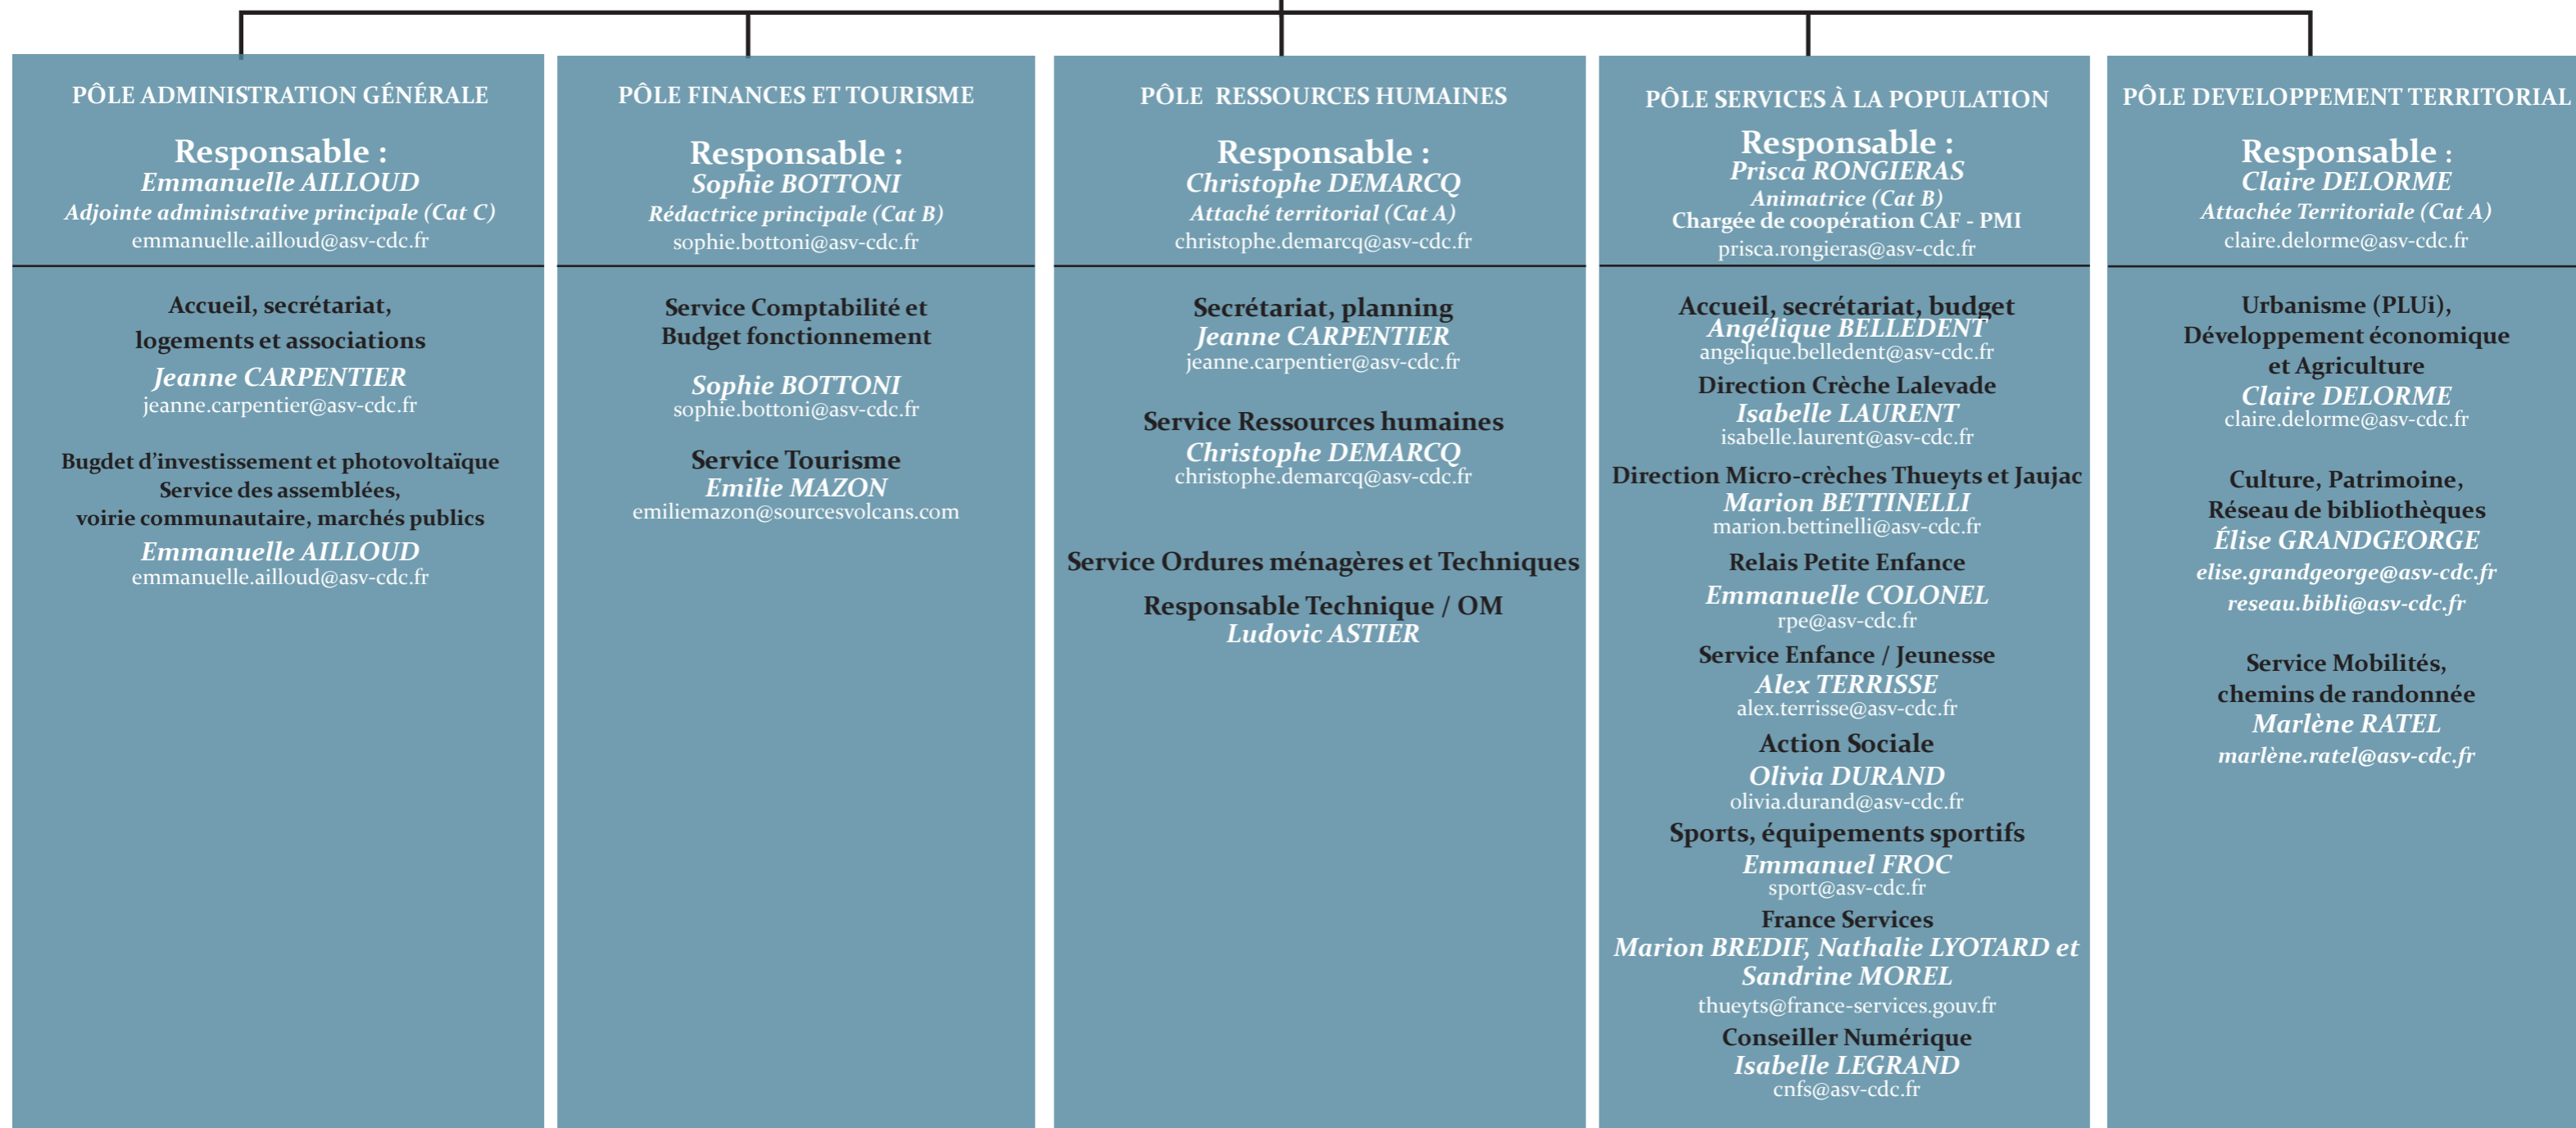 PÔLE ADMINISTRATION GÉNÉRALE
Responsable :
Emmanuelle AILLOUD
Adjointe administrative principale (Cat C)
emmanuelle.ailloud@asv-cdc.fr
Accueil, secrétariat,
logements et associations
Jeanne CARPENTIER
jeanne.carpentier@asv-cdc.fr
Bugdet d'investissement et photovoltaïque
Service des assemblées,
voirie communautaire, marchés publics
Emmanuelle AILLOUD
emmanuelle.ailloud@asv-cdc.fr
PÔLE FINANCES ET TOURISME
Responsable :
Sophie BOTTONI
Rédactrice principale (Cat B)
sophie.bottoni@asv-cdc.fr
Service Comptabilité et
Budget fonctionnement
Sophie BOTTONI
sophie.bottoni@asv-cdc.fr
Service Tourisme
Emilie MAZON
emiliemazon@sourcesvolcans.com
PÔLE RESSOURCES HUMAINES
Responsable :
Christophe DEMARCQ
Attaché territorial (Cat A)
christophe.demarcq@asv-cdc.fr
Secrétariat, planning
Jeanne CARPENTIER
jeanne.carpentier@asv-cdc.fr
Service Ressources humaines
Christophe DEMARCQ
christophe.demarcq@asv-cdc.fr
Service Ordures ménagères et Techniques
Responsable Technique / OM
Ludovic ASTIER
PÔLE SERVICES À LA POPULATION
Responsable :
Prisca RONGIERAS
Animatrice (Cat B)
Chargée de coopération CAF - PMI
prisca.rongieras@asv-cdc.fr
Accueil, secrétariat, budget
Angélique BELLEDENT
angelique.belledent@asv-cdc.fr
Direction Crèche Lalevade
Isabelle LAURENT
isabelle.laurent@asv-cdc.fr
Direction Micro-crèches Thueyts et Jaujac
Marion BETTINELLI
marion.bettinelli@asv-cdc.fr
Relais Petite Enfance
Emmanuelle COLONEL
rpe@asv-cdc.fr
Service Enfance / Jeunesse
Alex TERRISSE
alex.terrisse@asv-cdc.fr
Action Sociale
Olivia DURAND
olivia.durand@asv-cdc.fr
Sports, équipements sportifs
Emmanuel FROC
sport@asv-cdc.fr
France Services
Marion BREDIF, Nathalie LYOTARD et
Sandrine MOREL
thueyts@france-services.gouv.fr
Conseiller Numérique
Isabelle LEGRAND
cnfs@asv-cdc.fr
PÔLE DEVELOPPEMENT TERRITORIAL
Responsable :
Claire DELORME
Attachée Territoriale (Cat A)
claire.delorme@asv-cdc.fr
Urbanisme (PLUi),
Développement économique
et Agriculture
Claire DELORME
claire.delorme@asv-cdc.fr
Culture, Patrimoine,
Réseau de bibliothèques
Élise GRANDGEORGE
elise.grandgeorge@asv-cdc.fr
reseau.bibli@asv-cdc.fr
Service Mobilités,
chemins de randonnée
Marlène RATEL
marlène.ratel@asv-cdc.fr